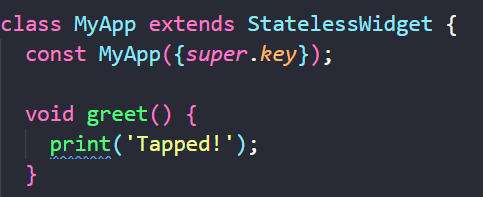 class MyApp extends StatelessWidget {
  const MyApp({super.key});

  void greet() {
    print('Tapped!');
  }